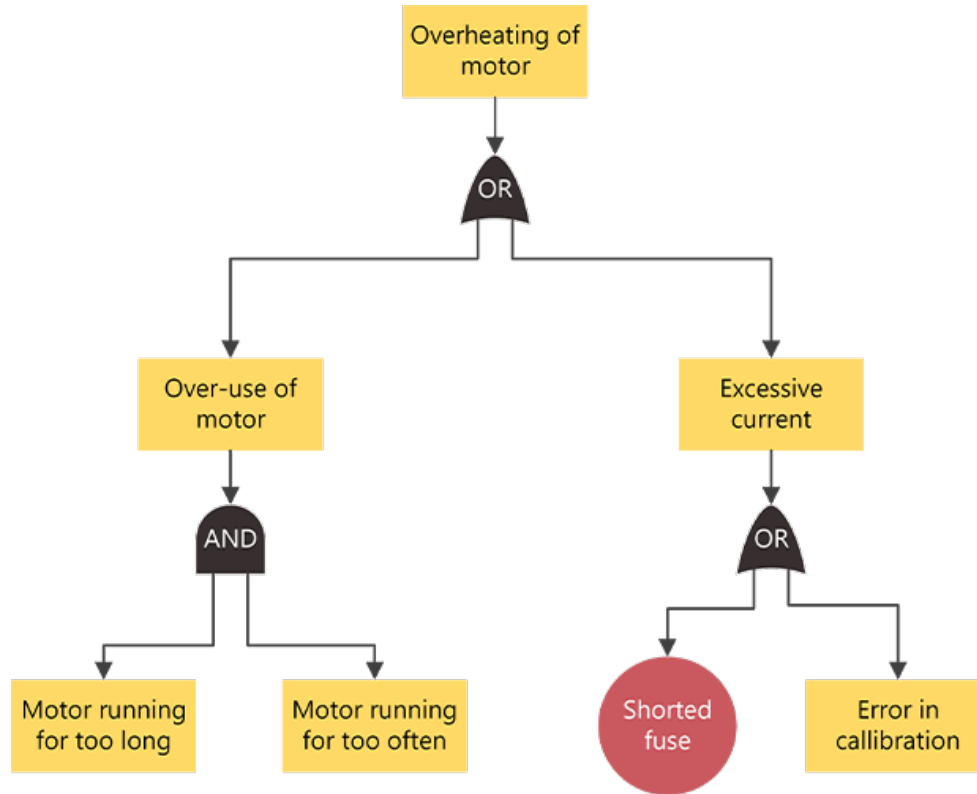 Overheating of
motor
OR
Over-use of
motor
Excessive
current
AND
OR
Motor running
for too long
Motor running
for too often
Shorted
fuse
Error in
callibration